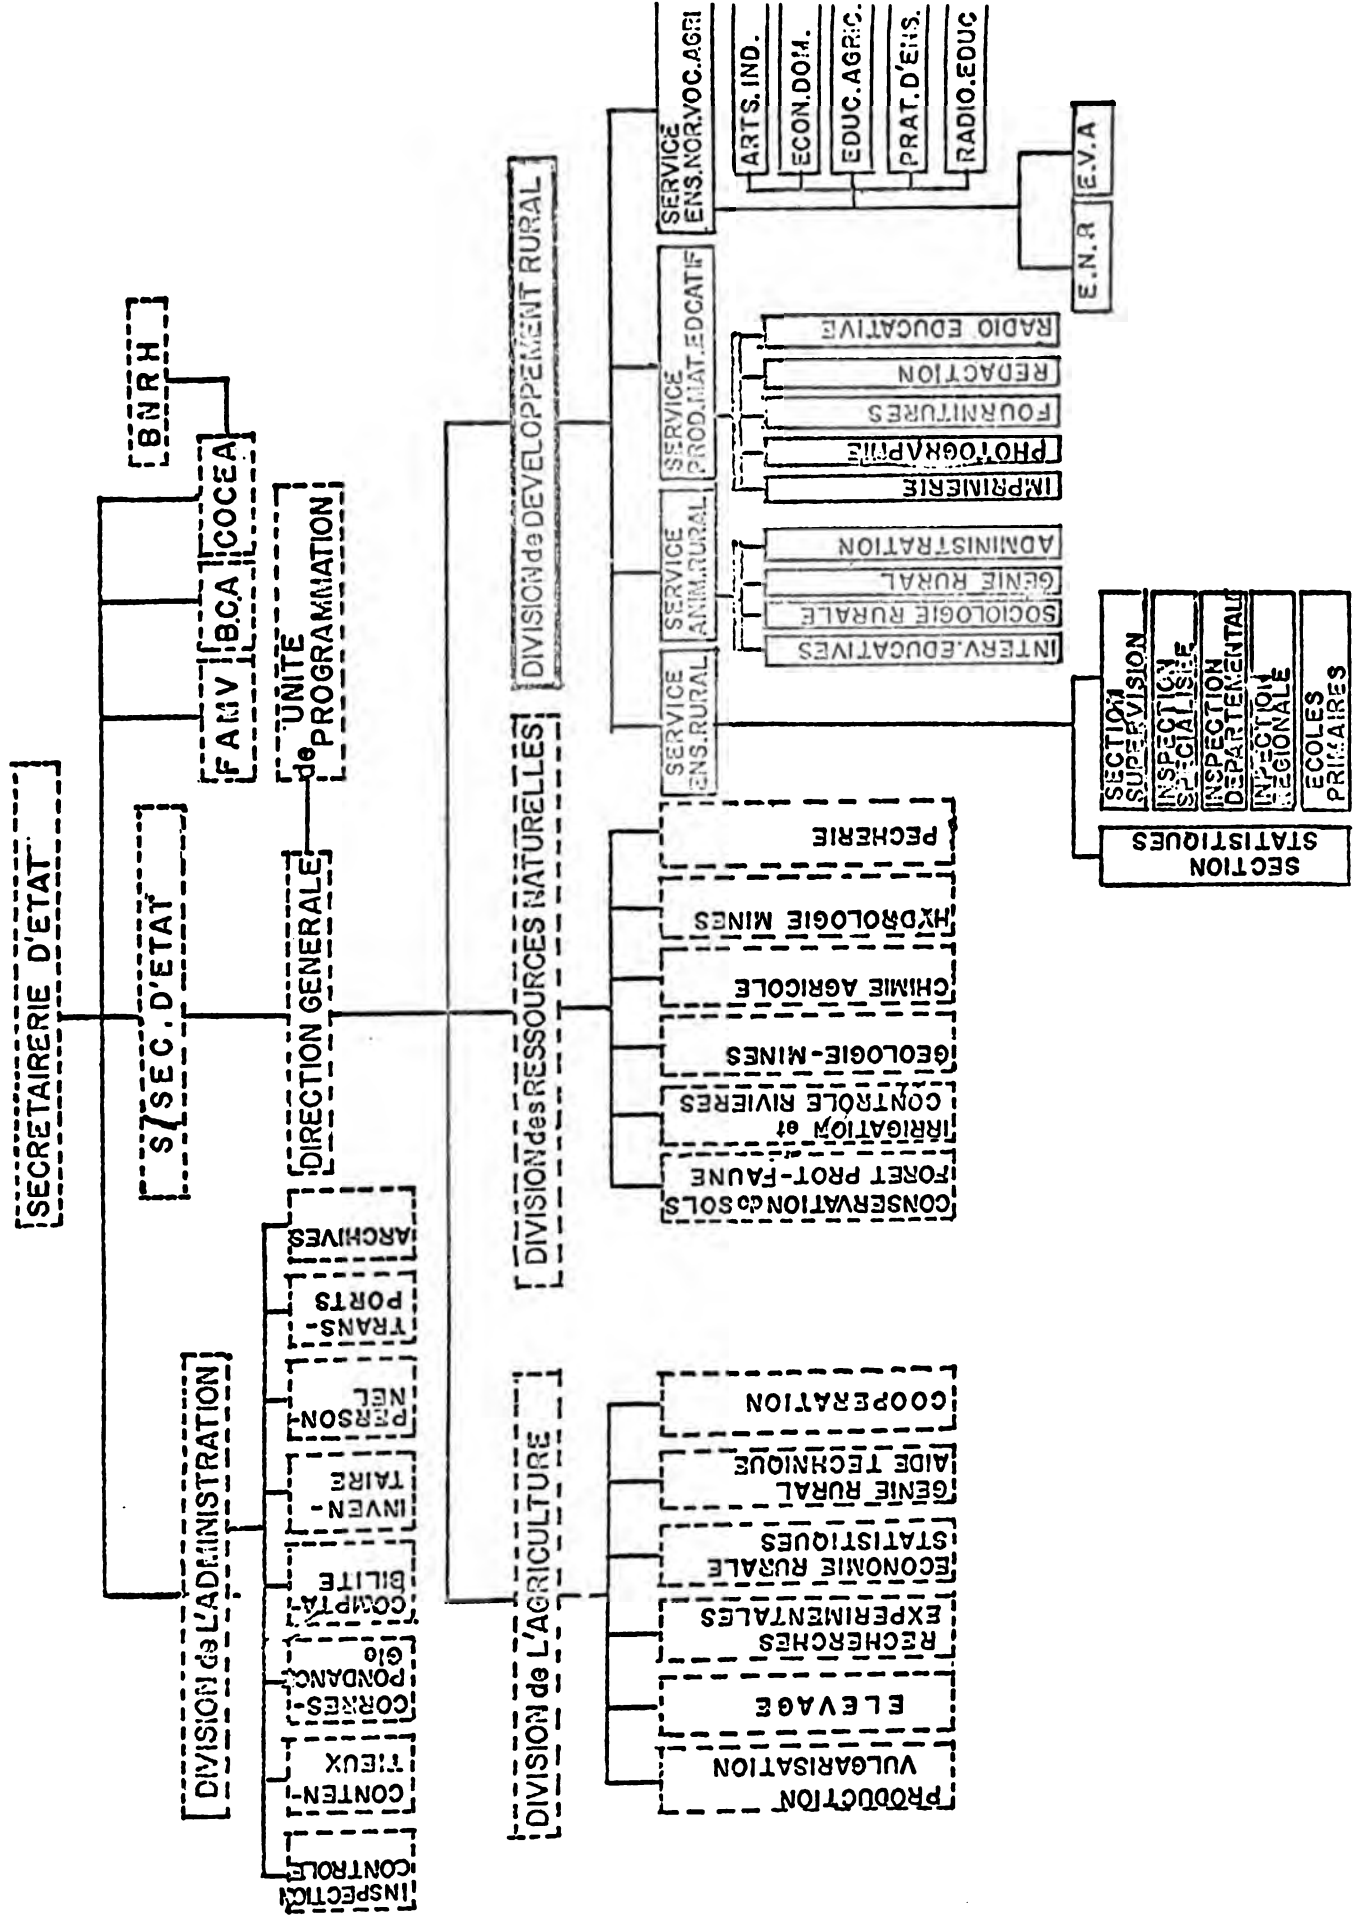 SECRETAIRERIE D'ETAT
S/SEC. D'ETAT
FAMV
B.C.A
COCEA
BNRH
DIRECTION GENERALE
UNITE
de
PROGRAMMATION
DIVISION de L'ADMINISTRATION
INSPECTION
CONTROLE
CONTEN-
TIEUX
CORRES-
PONDANC
Gle
COMPTA-
BILITE
INVEN-
TAIRE
PERSON-
NEL
TRANS-
PORTS
ARCHIVES
DIVISION de L'AGRICULTURE
PRODUCTION
VULGARISATION
ELEVAGE
RECHERCHES
EXPERIMENTALES
ECONOMIE RURALE
STATISTIQUES
GENIE RURAL
AIDE TECHNIQUE
COOPERATION
DIVISION des RESSOURCES NATURELLES
CONSERVATION de SOLS
FORET PROT-FAUNE
IRRIGATION et
CONTRÔLE RIVIERES
GEOLOGIE-MINES
CHIMIE AGRICOLE
HYDROLOGIE MINES
PECHERIE
DIVISION de DEVELOPPEMENT RURAL
SERVICE
ENS.RURAL
SERVICE
ANIM.RURAL
SERVICE
PROD.MAT.EDCATIF
SERVICE
ENS.NOR.VOC.AGRI
INTERV.EDUCATIVES
SOCIOLOGIE RURALE
GENIE RURAL
ADMINISTRATION
IMPRIMERIE
PHOTOGRAPHIE
FOURNITURES
REDACTION
RADIO EDUCATIVE
ARTS.IND.
ECON.DOM.
EDUC.AGRIC.
PRAT.D'ENS.
RADIO.EDUC
E.N.R
E.V.A
SECTION
STATISTIQUES
SECTION
SUPERVISION
INSPECTION
SPECIALISEE
INSPECTION
DEPARTEMENTALE
INPECTION
REGIONALE
ECOLES
PRIMAIRES